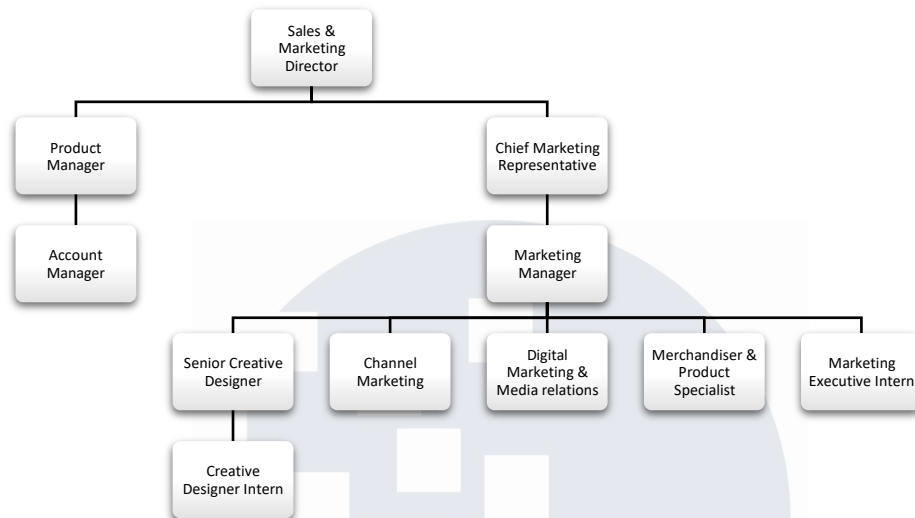 Sales &
Marketing
Director
Product
Manager
Chief Marketing
Representative
Account
Manager
Marketing
Manager
Senior Creative
Designer
Channel
Marketing
Digital
Marketing &
Media relations
Merchandiser &
Product
Specialist
Marketing
Executive Intern
Creative
Designer Intern